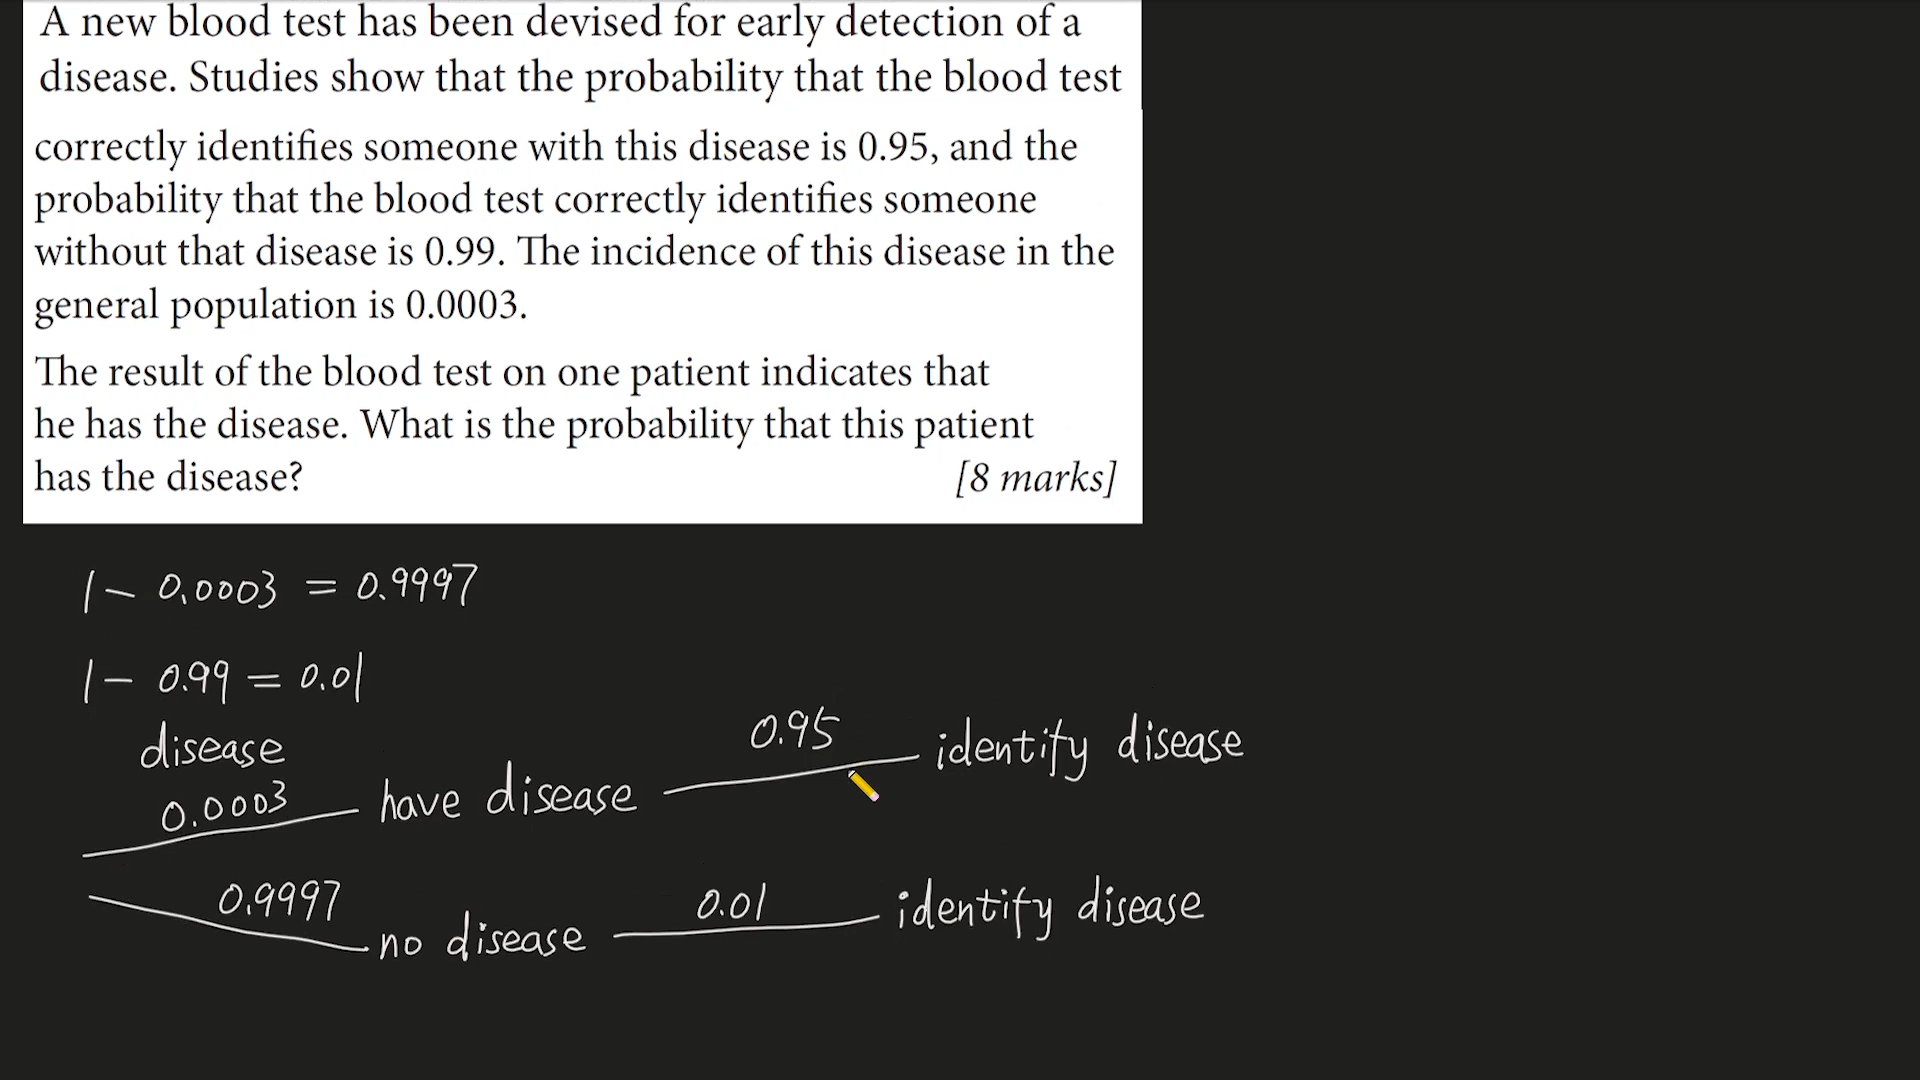 A new blood test has been devised for early detection of a
disease. Studies show that the probability that the blood test
correctly identifies someone with this disease is 0.95, and the
probability that the blood test correctly identifies someone
without that disease is 0.99. The incidence of this disease in the
general population is 0.0003.
The result of the blood test on one patient indicates that
he has the disease. What is the probability that this patient
has the disease? [8 marks]
1 - 0.0003 = 0.9997
1 - 0.99 = 0.01
disease
0.0003 have disease 0.95 identify disease
0.9997 no disease 0.01 identify disease